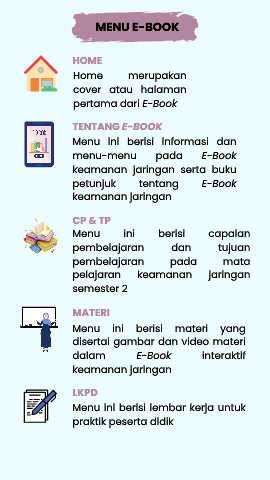 MENU E-BOOK
HOME
Home merupakan
cover atau halaman
pertama dari E-Book
TENTANG E-BOOK
Menu ini berisi informasi dan
menu-menu pada E-Book
keamanan jaringan serta buku
petunjuk tentang E-Book
keamanan jaringan
CP & TP
Menu ini berisi capaian
pembelajaran dan tujuan
pembelajaran pada mata
pelajaran keamanan jaringan
semester 2
MATERI
Menu ini berisi materi yang
disertai gambar dan video materi
dalam E-Book interaktif
keamanan jaringan
LKPD
Menu ini berisi lembar kerja untuk
praktik peserta didik